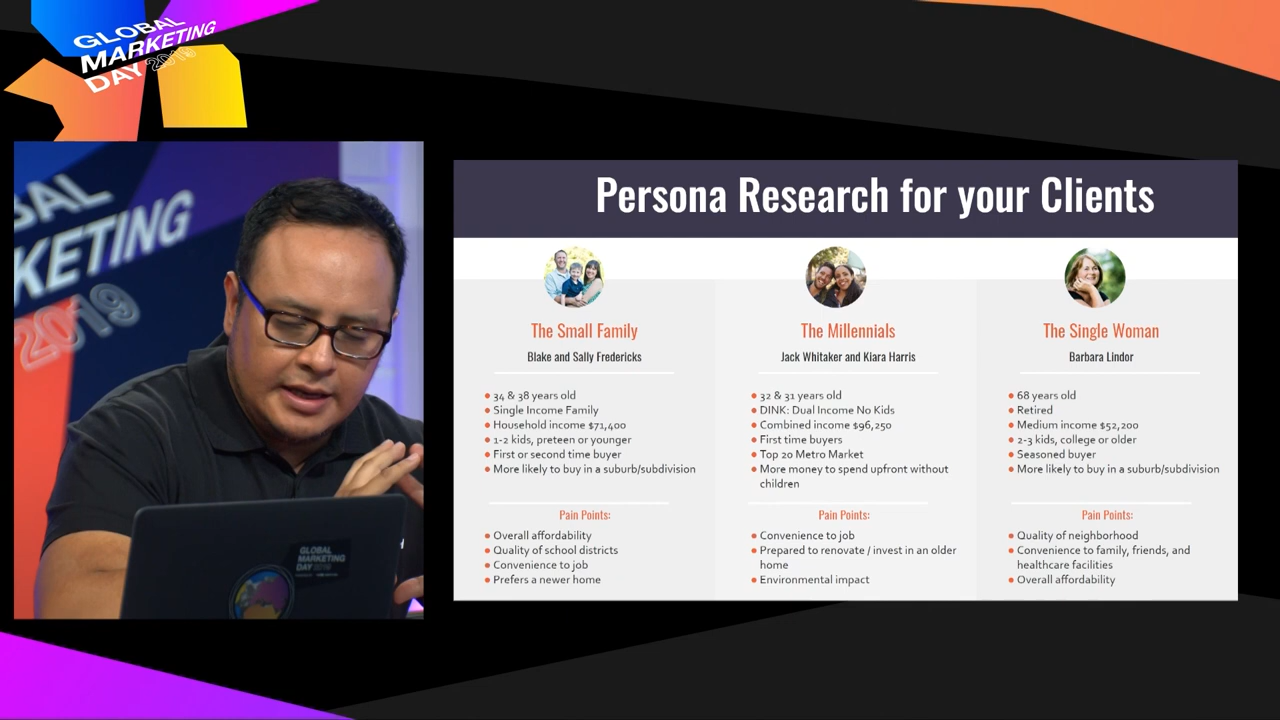 GLOBAL
MARKETING
DAY 2019
BAL
KETING
2019
GLOBAL
MARKETING
DAY 2019
Persona Research for your Clients
The Small Family
Blake and Sally Fredericks
34 & 38 years old
Single Income Family
Household income $71,400
1-2 kids, preteen or younger
First or second time buyer
More likely to buy in a suburb/subdivision
Pain Points:
Overall affordability
Quality of school districts
Convenience to job
Prefers a newer home
The Millennials
Jack Whitaker and Kiara Harris
32 & 31 years old
DINK: Dual Income No Kids
Combined income $96,250
First time buyers
Top 20 Metro Market
More money to spend upfront without
children
Pain Points:
Convenience to job
Prepared to renovate / invest in an older
home
Environmental impact
The Single Woman
Barbara Lindor
68 years old
Retired
Medium income $52,200
2-3 kids, college or older
Seasoned buyer
More likely to buy in a suburb/subdivision
Pain Points:
Quality of neighborhood
Convenience to family, friends, and
healthcare facilities
Overall affordability